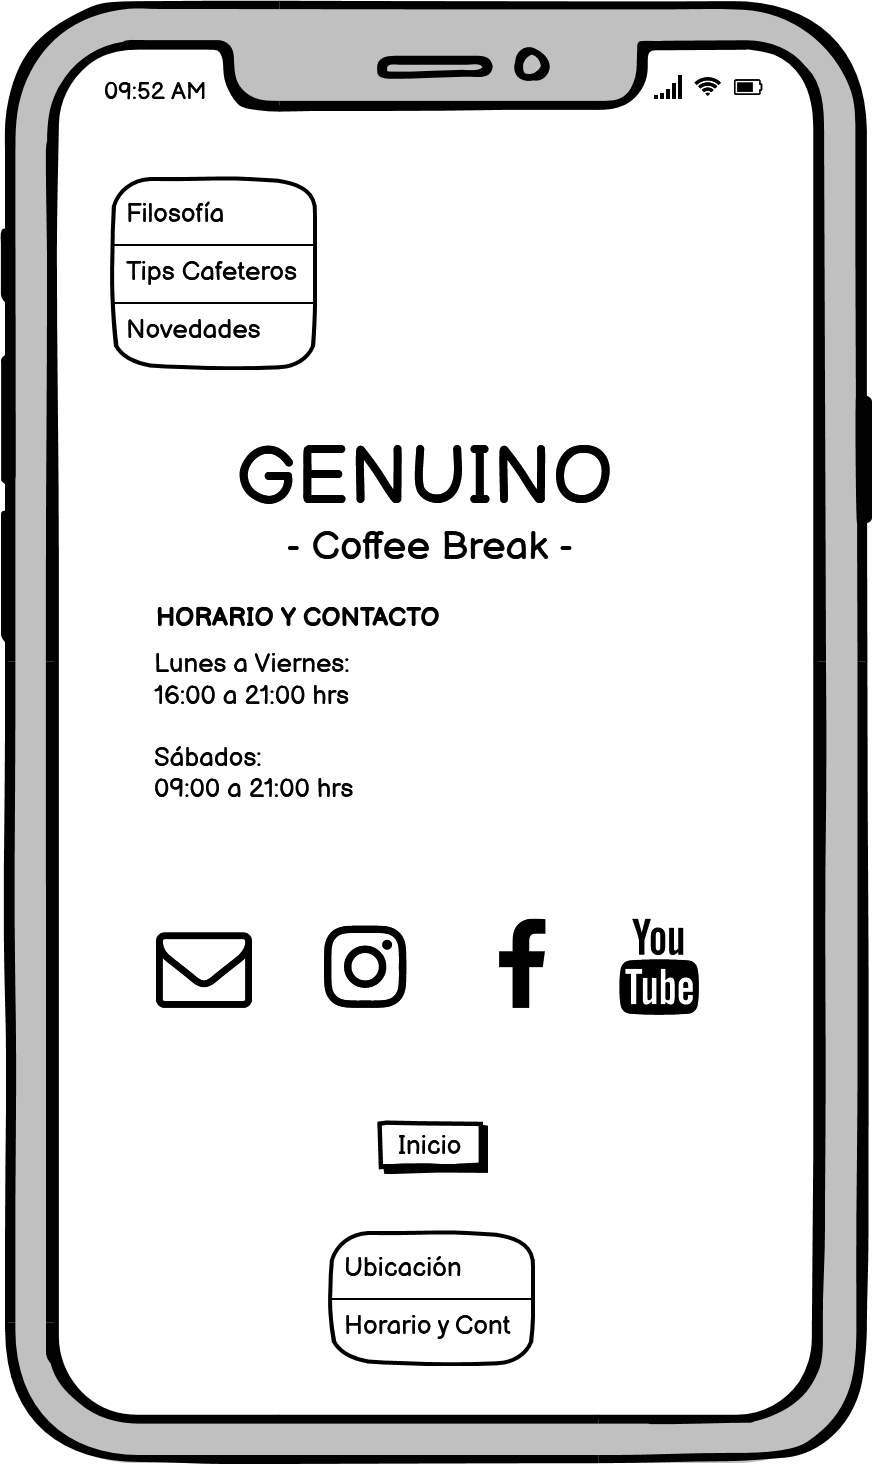 09:52 AM
Filosofía
Tips Cafeteros
Novedades
GENUINO
- Coffee Break -
HORARIO Y CONTACTO
Lunes a Viernes:
16:00 a 21:00 hrs
Sábados:
09:00 a 21:00 hrs
You
Tube
Inicio
Ubicación
Horario y Cont